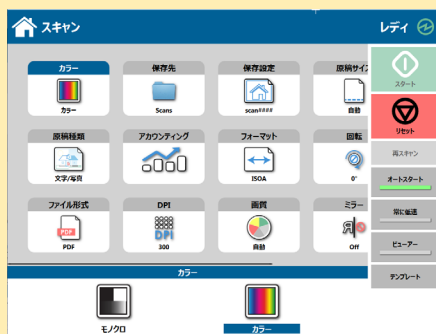 スキャン
レディ
カラー
保存先
保存設定
原稿サイズ
カラー
Scans
scan####
自動
原稿種類
アカウンティング
フォーマット
回転
文字/写真
ISOA
0°
ファイル形式
DPI
画質
ミラー
PDF
DPI
PDF
300
自動
Off
カラー
モノクロ
カラー
スタート
リセット
再スキャン
オートスタート
常に垂直
ビューアー
テンプレート